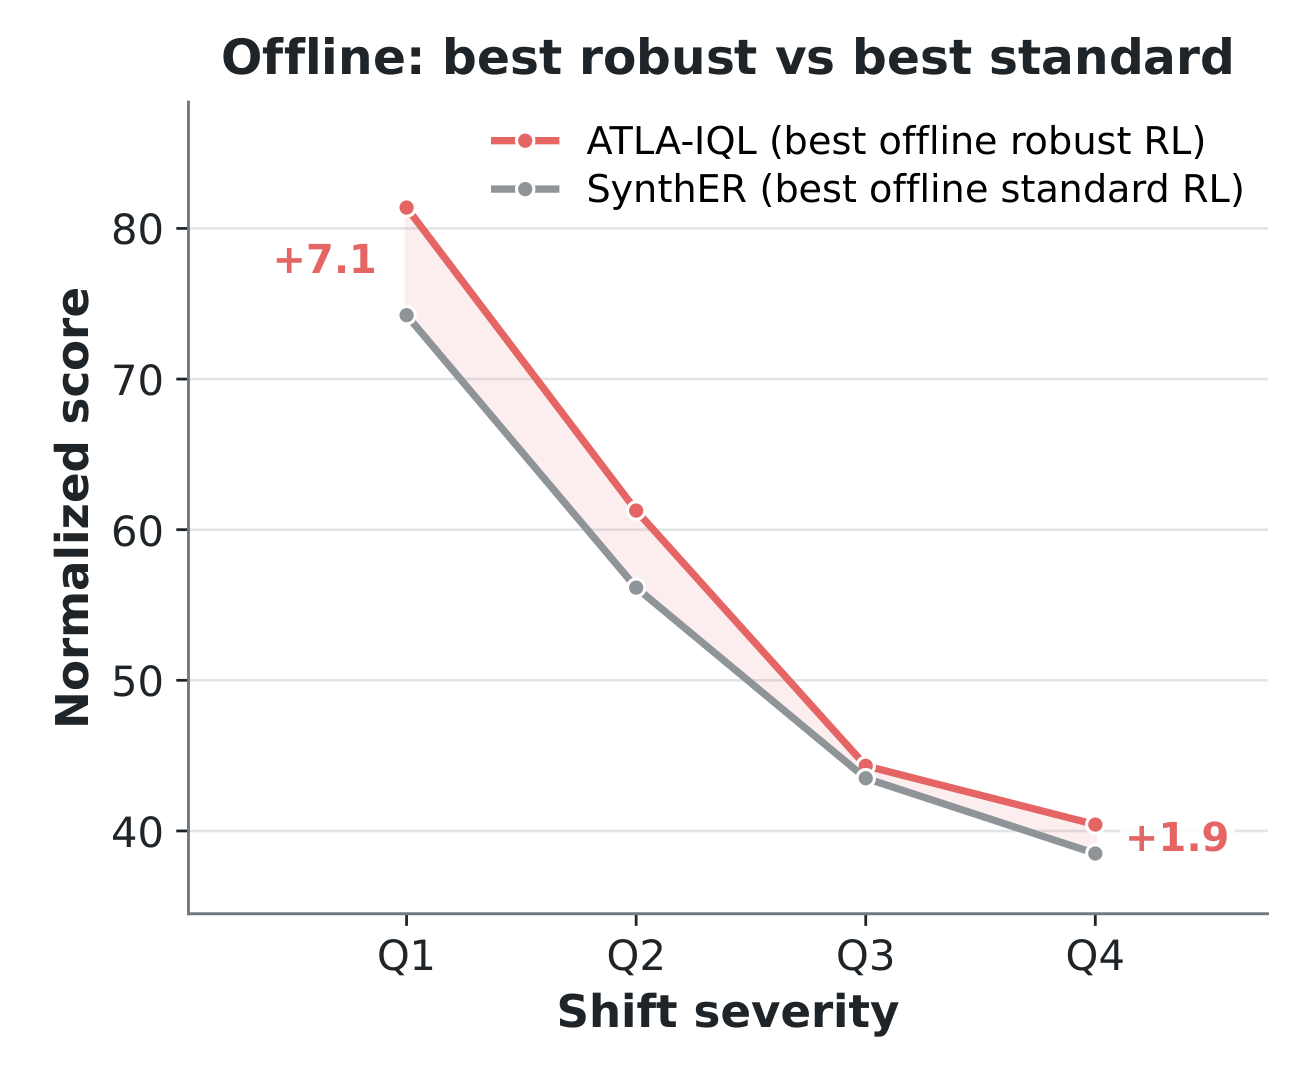 Offline: best robust vs best standard
ATLA-IQL (best offline robust RL)
SynthER (best offline standard RL)
+7.1
+1.9
Normalized score
80
70
60
50
40
Q1 Q2 Q3 Q4
Shift severity